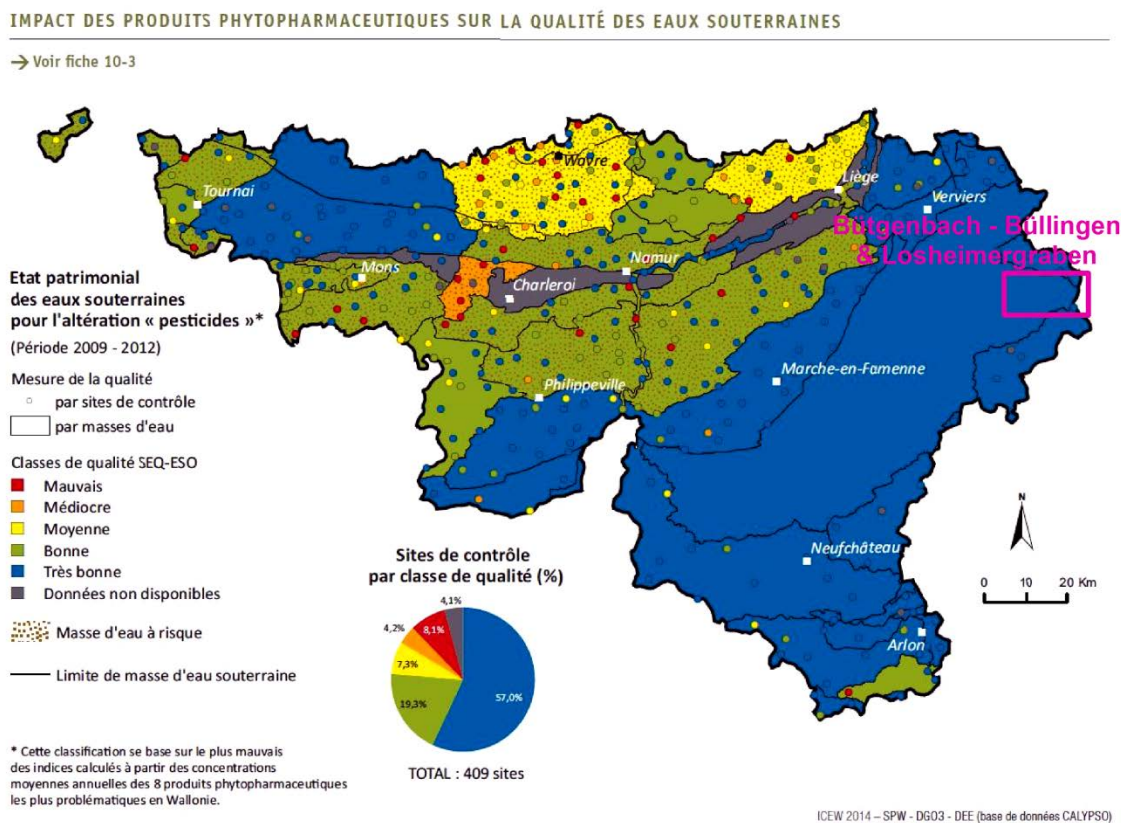 IMPACT DES PRODUITS PHYTOPHARMACEUTIQUES SUR LA QUALITÉ DES EAUX SOUTERRAINES
→ Voir fiche 10-3
Wavre
Tournai
Liège
Verviers
Bütgenbach - Büllingen
& Losheimergraben
Mons
Namur
Charleroi
Marche-en-Famenne
Philippeville
Neufchâteau
Arlon
Etat patrimonial
des eaux souterraines
pour l'altération « pesticides »*
(Période 2009 - 2012)
Mesure de la qualité
par sites de contrôle
par masses d'eau
Classes de qualité SEQ-ESO
Mauvais
Médiocre
Moyenne
Bonne
Très bonne
Données non disponibles
Masse d'eau à risque
Limite de masse d'eau souterraine
* Cette classification se base sur le plus mauvais
des indices calculés à partir des concentrations
moyennes annuelles des 8 produits phytopharmaceutiques
les plus problématiques en Wallonie.
Sites de contrôle
par classe de qualité (%)
4,1%
4,2%
8,1%
7,3%
57,0%
19,3%
TOTAL : 409 sites
N
0 10 20 Km
ICEW 2014 – SPW - DGO3 - DEE (base de données CALYPSO)